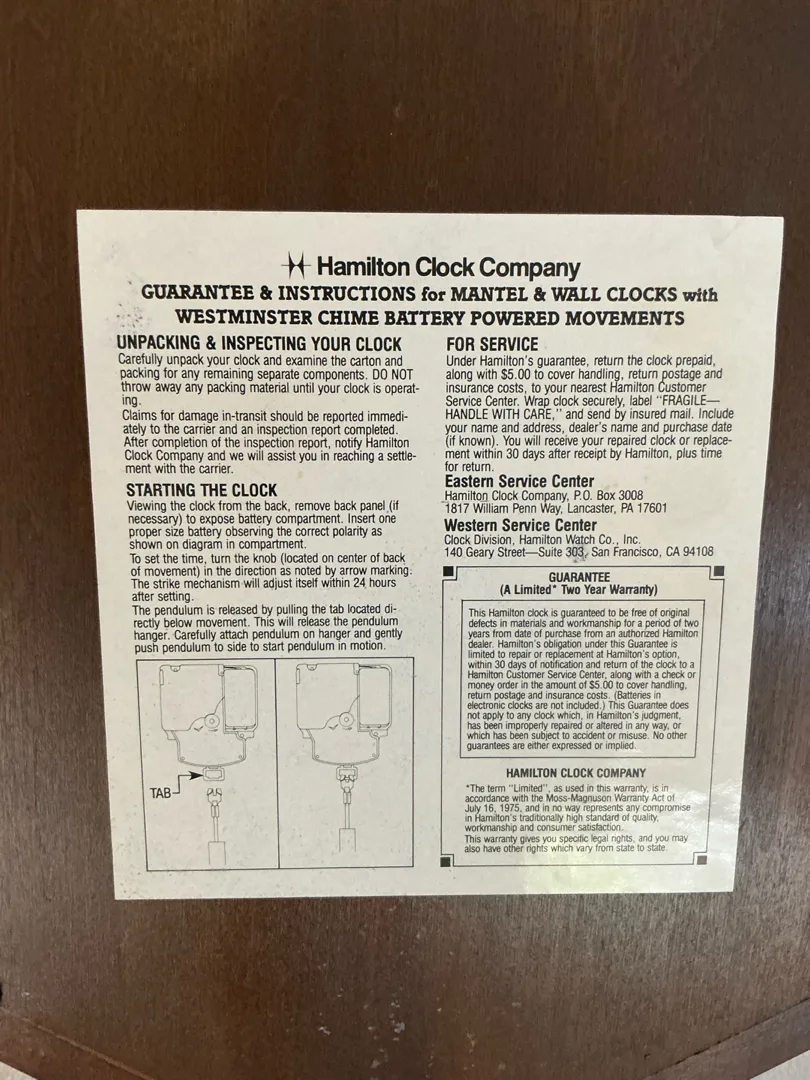 Hamilton Clock Company
GUARANTEE & INSTRUCTIONS for MANTEL & WALL CLOCKS with
WESTMINSTER CHIME BATTERY POWERED MOVEMENTS
UNPACKING & INSPECTING YOUR CLOCK
Carefully unpack your clock and examine the carton and
packing for any remaining separate components. DO NOT
throw away any packing material until your clock is operat-
ing.
Claims for damage in-transit should be reported immedi-
ately to the carrier and an inspection report completed.
After completion of the inspection report, notify Hamilton
Clock Company and we will assist you in reaching a settle-
ment with the carrier.
STARTING THE CLOCK
Viewing the clock from the back, remove back panel (if
necessary) to expose battery compartment. Insert one
proper size battery observing the correct polarity as
shown on diagram in compartment.
To set the time, turn the knob (located on center of back
of movement) in the direction as noted by arrow marking.
The strike mechanism will adjust itself within 24 hours
after setting.
The pendulum is released by pulling the tab located di-
rectly below movement. This will release the pendulum
hanger. Carefully attach pendulum on hanger and gently
push pendulum to side to start pendulum in motion.
TAB
FOR SERVICE
Under Hamilton's guarantee, return the clock prepaid,
along with $5.00 to cover handling, return postage and
insurance costs, to your nearest Hamilton Customer
Service Center. Wrap clock securely, label "FRAGILE—
HANDLE WITH CARE," and send by insured mail. Include
your name and address, dealer's name and purchase date
(if known). You will receive your repaired clock or replace-
ment within 30 days after receipt by Hamilton, plus time
for return.
Eastern Service Center
Hamilton Clock Company, P.O. Box 3008
1817 William Penn Way, Lancaster, PA 17601
Western Service Center
Clock Division, Hamilton Watch Co., Inc.
140 Geary Street—Suite 303, San Francisco, CA 94108
GUARANTEE
(A Limited* Two Year Warranty)
This Hamilton clock is guaranteed to be free of original
defects in materials and workmanship for a period of two
years from date of purchase from an authorized Hamilton
dealer. Hamilton's obligation under this Guarantee is
limited to repair or replacement at Hamilton's option,
within 30 days of notification and return of the clock to a
Hamilton Customer Service Center, along with a check or
money order in the amount of $5.00 to cover handling,
return postage and insurance costs. (Batteries in
electronic clocks are not included.) This Guarantee does
not apply to any clock which, in Hamilton's judgment,
has been improperly repaired or altered in any way, or
which has been subject to accident or misuse. No other
guarantees are either expressed or implied.
HAMILTON CLOCK COMPANY
*The term "Limited", as used in this warranty, is in
accordance with the Moss-Magnuson Warranty Act of
July 16, 1975, and in no way represents any compromise
in Hamilton's traditionally high standard of quality,
workmanship and consumer satisfaction.
This warranty gives you specific legal rights, and you may
also have other rights which vary from state to state.